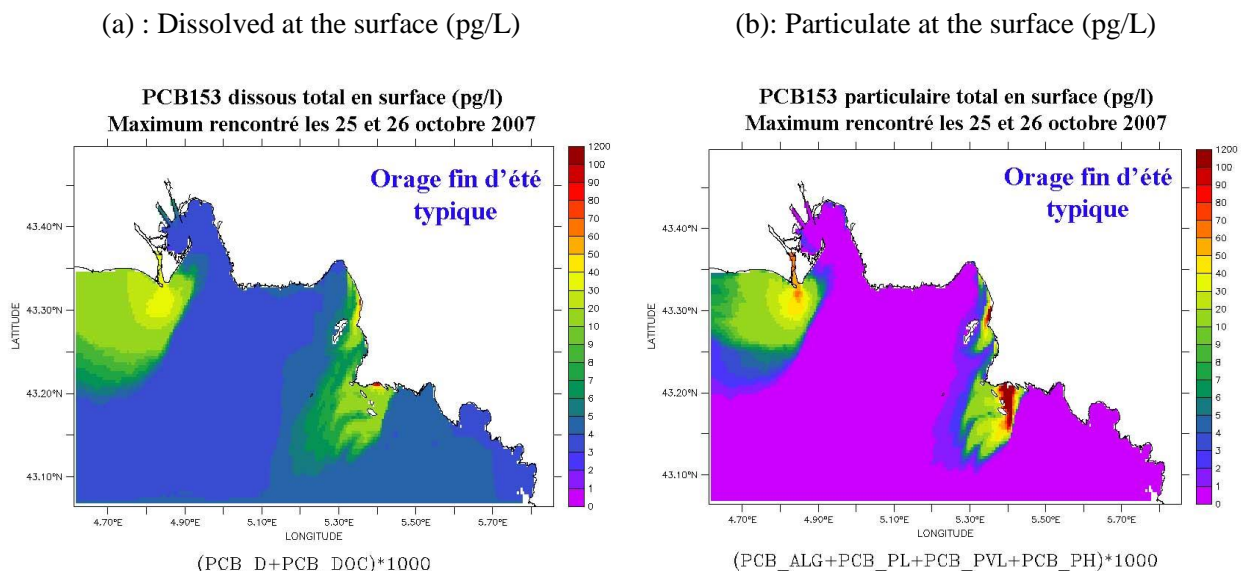 (a) : Dissolved at the surface (pg/L)
(b): Particulate at the surface (pg/L)
PCB153 dissous total en surface (pg/l)
Maximum rencontré les 25 et 26 octobre 2007
Orage fin d'été
typique
1200
100
90
80
70
60
50
40
30
20
10
9
8
7
6
5
4
3
2
1
0
LATITUDE
43.40°N
43.30°N
43.20°N
43.10°N
4.70°E
4.90°E
5.10°E
5.30°E
5.50°E
5.70°E
LONGITUDE
(PCB_D+PCB_DOC)*1000
PCB153 particulaire total en surface (pg/l)
Maximum rencontré les 25 et 26 octobre 2007
Orage fin d'été
typique
1200
100
90
80
70
60
50
40
30
20
10
9
8
7
6
5
4
3
2
1
0
LATITUDE
43.40°N
43.30°N
43.20°N
43.10°N
4.70°E
4.90°E
5.10°E
5.30°E
5.50°E
5.70°E
LONGITUDE
(PCB_ALG+PCB_PL+PCB_PVL+PCB_PH)*1000